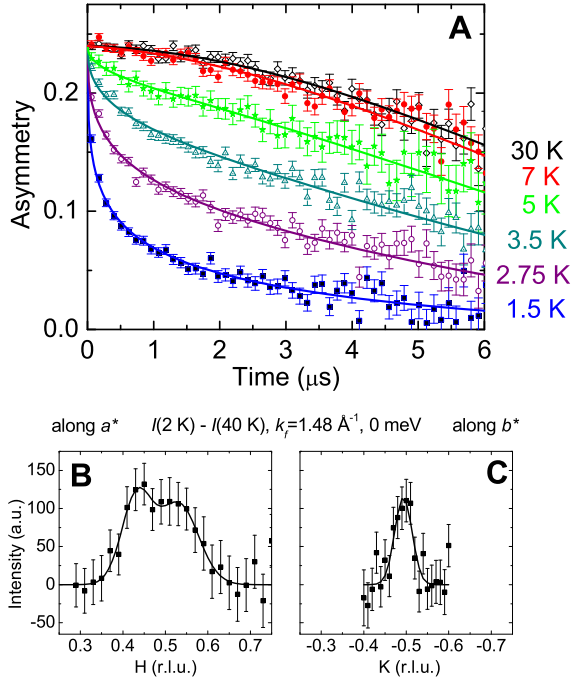 A
Asymmetry
0.2
0.1
0.0
0 1 2 3 4 5 6
Time (μs)
30 K
7 K
5 K
3.5 K
2.75 K
1.5 K
along a* I(2 K) - I(40 K), kf=1.48 Å-1, 0 meV along b*
B
C
Intensity (a.u.)
150
100
50
0
-50
0.3 0.4 0.5 0.6 0.7
H (r.l.u.)
-0.3 -0.4 -0.5 -0.6 -0.7
K (r.l.u.)